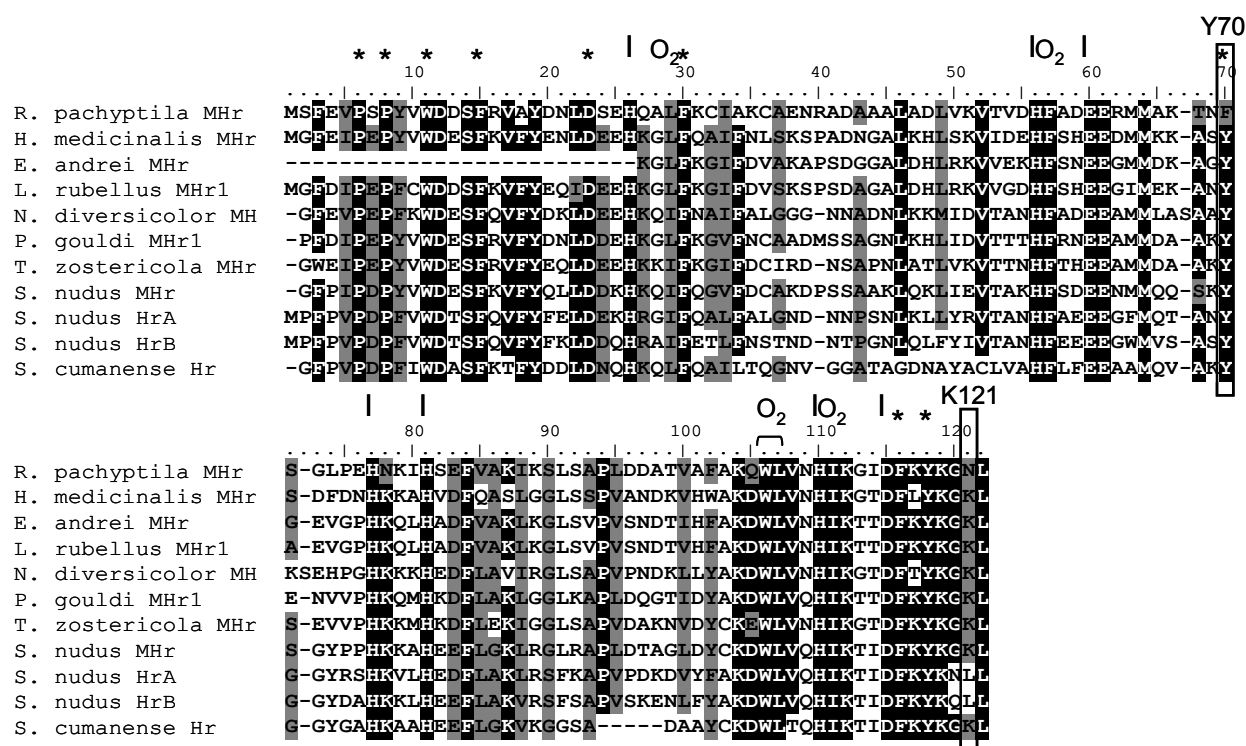 Y70
* * * * * | O2 * | O2 | *
10 20 30 40 50 60 70
R. pachyptila MHr MSFEVPSPYVWDDSFRVAYDNLDSEHQALFKCIAKCAENRADAAALADLVKVTVDHFADEERMMAK-TNF
H. medicinalis MHr MGFEIPEPYVWDESFKVFYENLDEEHKGLFQAIFNLSKSPADNGALKHLSKVIDEHFSHEEDMMKK-ASY
E. andrei MHr --------------------------KGLFKGIFDVAKAPSDGGALDHLRKVVEKHFSNEEGMMDK-AGY
L. rubellus MHr1 MGFDIPEPFCWDDSFKVFYEQIDEEHKGLFKGIFDVSKSPSDAGALDHLRKVVGDHFSHEEGIMEK-ANY
N. diversicolor MH -GFEVPEPFKWDESFQVFYDKLDEEHKQIFNAIFALGGG-NNADNLKKMIDVTANHFADEEAMMLASAAY
P. gouldi MHr1 -PFDIPEPYVWDESFRVFYDNLDDEHKGLFKGVFNCAADMSSAGNLKHLIDVTTTHFRNEEAMMDA-AKY
T. zostericola MHr -GWEIPEPYVWDESFRVFYEQLDEEHKKIFKGIFDCIRD-NSAPNLATLVKVTTNHFTHEEAMMDA-AKY
S. nudus MHr -GFPIPDPYVWDESFRVFYQLLDDKHKQIFQGVFDCAKDPSSAAKLQKLIEVTAKHFSDEENMMQQ-SKY
S. nudus HrA MPFPVPDPFVWDTSFQVFYFELDEKHRGIFQALFALGND-NNPSNLKLLYRVTANHFAEEEGFMQT-ANY
S. nudus HrB MPFPVPDPFVWDTSFQVFYFKLDDQHRAIFETLFNSTND-NTPGNLQLFYIVTANHFEEEEGWMVS-ASY
S. cumanense Hr -GFPVPDPFIWDASFKTFYDDLDNQHKQLFQAILTQGNV-GGATAGDNAYACLVAHFLFEEAAMQV-AKY
| | O2 | O2 | * * K121
80 90 100 110 120
R. pachyptila MHr S-GLPEHNKIHSEFVAKIKSLSAPLDDATVAFAKQWLVNHIKGIDFKYKGNL
H. medicinalis MHr S-DFDNHKKAHVDFQASLGGLSSPVANDKVHWAKDWLVNHIKGTDFLYKGKL
E. andrei MHr G-EVGPHKQLHADFVAKLKGLSVPVSNDTIHFAKDWLVNHIKTTDFKYKGKL
L. rubellus MHr1 A-EVGPHKQLHADFVAKLKGLSVPVSNDTVHFAKDWLVNHIKTTDFKYKGKL
N. diversicolor MH KSEHPGHKKKHEDFLAVIRGLSAPVPNDKLLYAKDWLVNHIKGTDFTYKGKL
P. gouldi MHr1 E-NVVPHKQMHKDFLAKLGGLKAPLDQGTIDYAKDWLVQHIKTTDFKYKGKL
T. zostericola MHr S-EVVPHKKMHKDFLEKIGGLSAPVDAKNVDYCKEWLVNHIKGTDFKYKGKL
S. nudus MHr S-GYPPHKKAHEEFLGKLRGLRAPLDTAGLDYCKDWLVQHIKTIDFKYKGKL
S. nudus HrA G-GYRSHKVLHEDFLAKLRSFKAPVPDKDVYFAKDWLVQHIKTIDFKYKNLL
S. nudus HrB G-GYDAHKKLHEEFLAKVRSFSAPVSKENLFYAKDWLVQHIKTIDFKYKQLL
S. cumanense Hr G-GYGAHKAAHEEFLGKVKGGSA-----DAAYCKDWLTQHIKTIDFKYKGKL